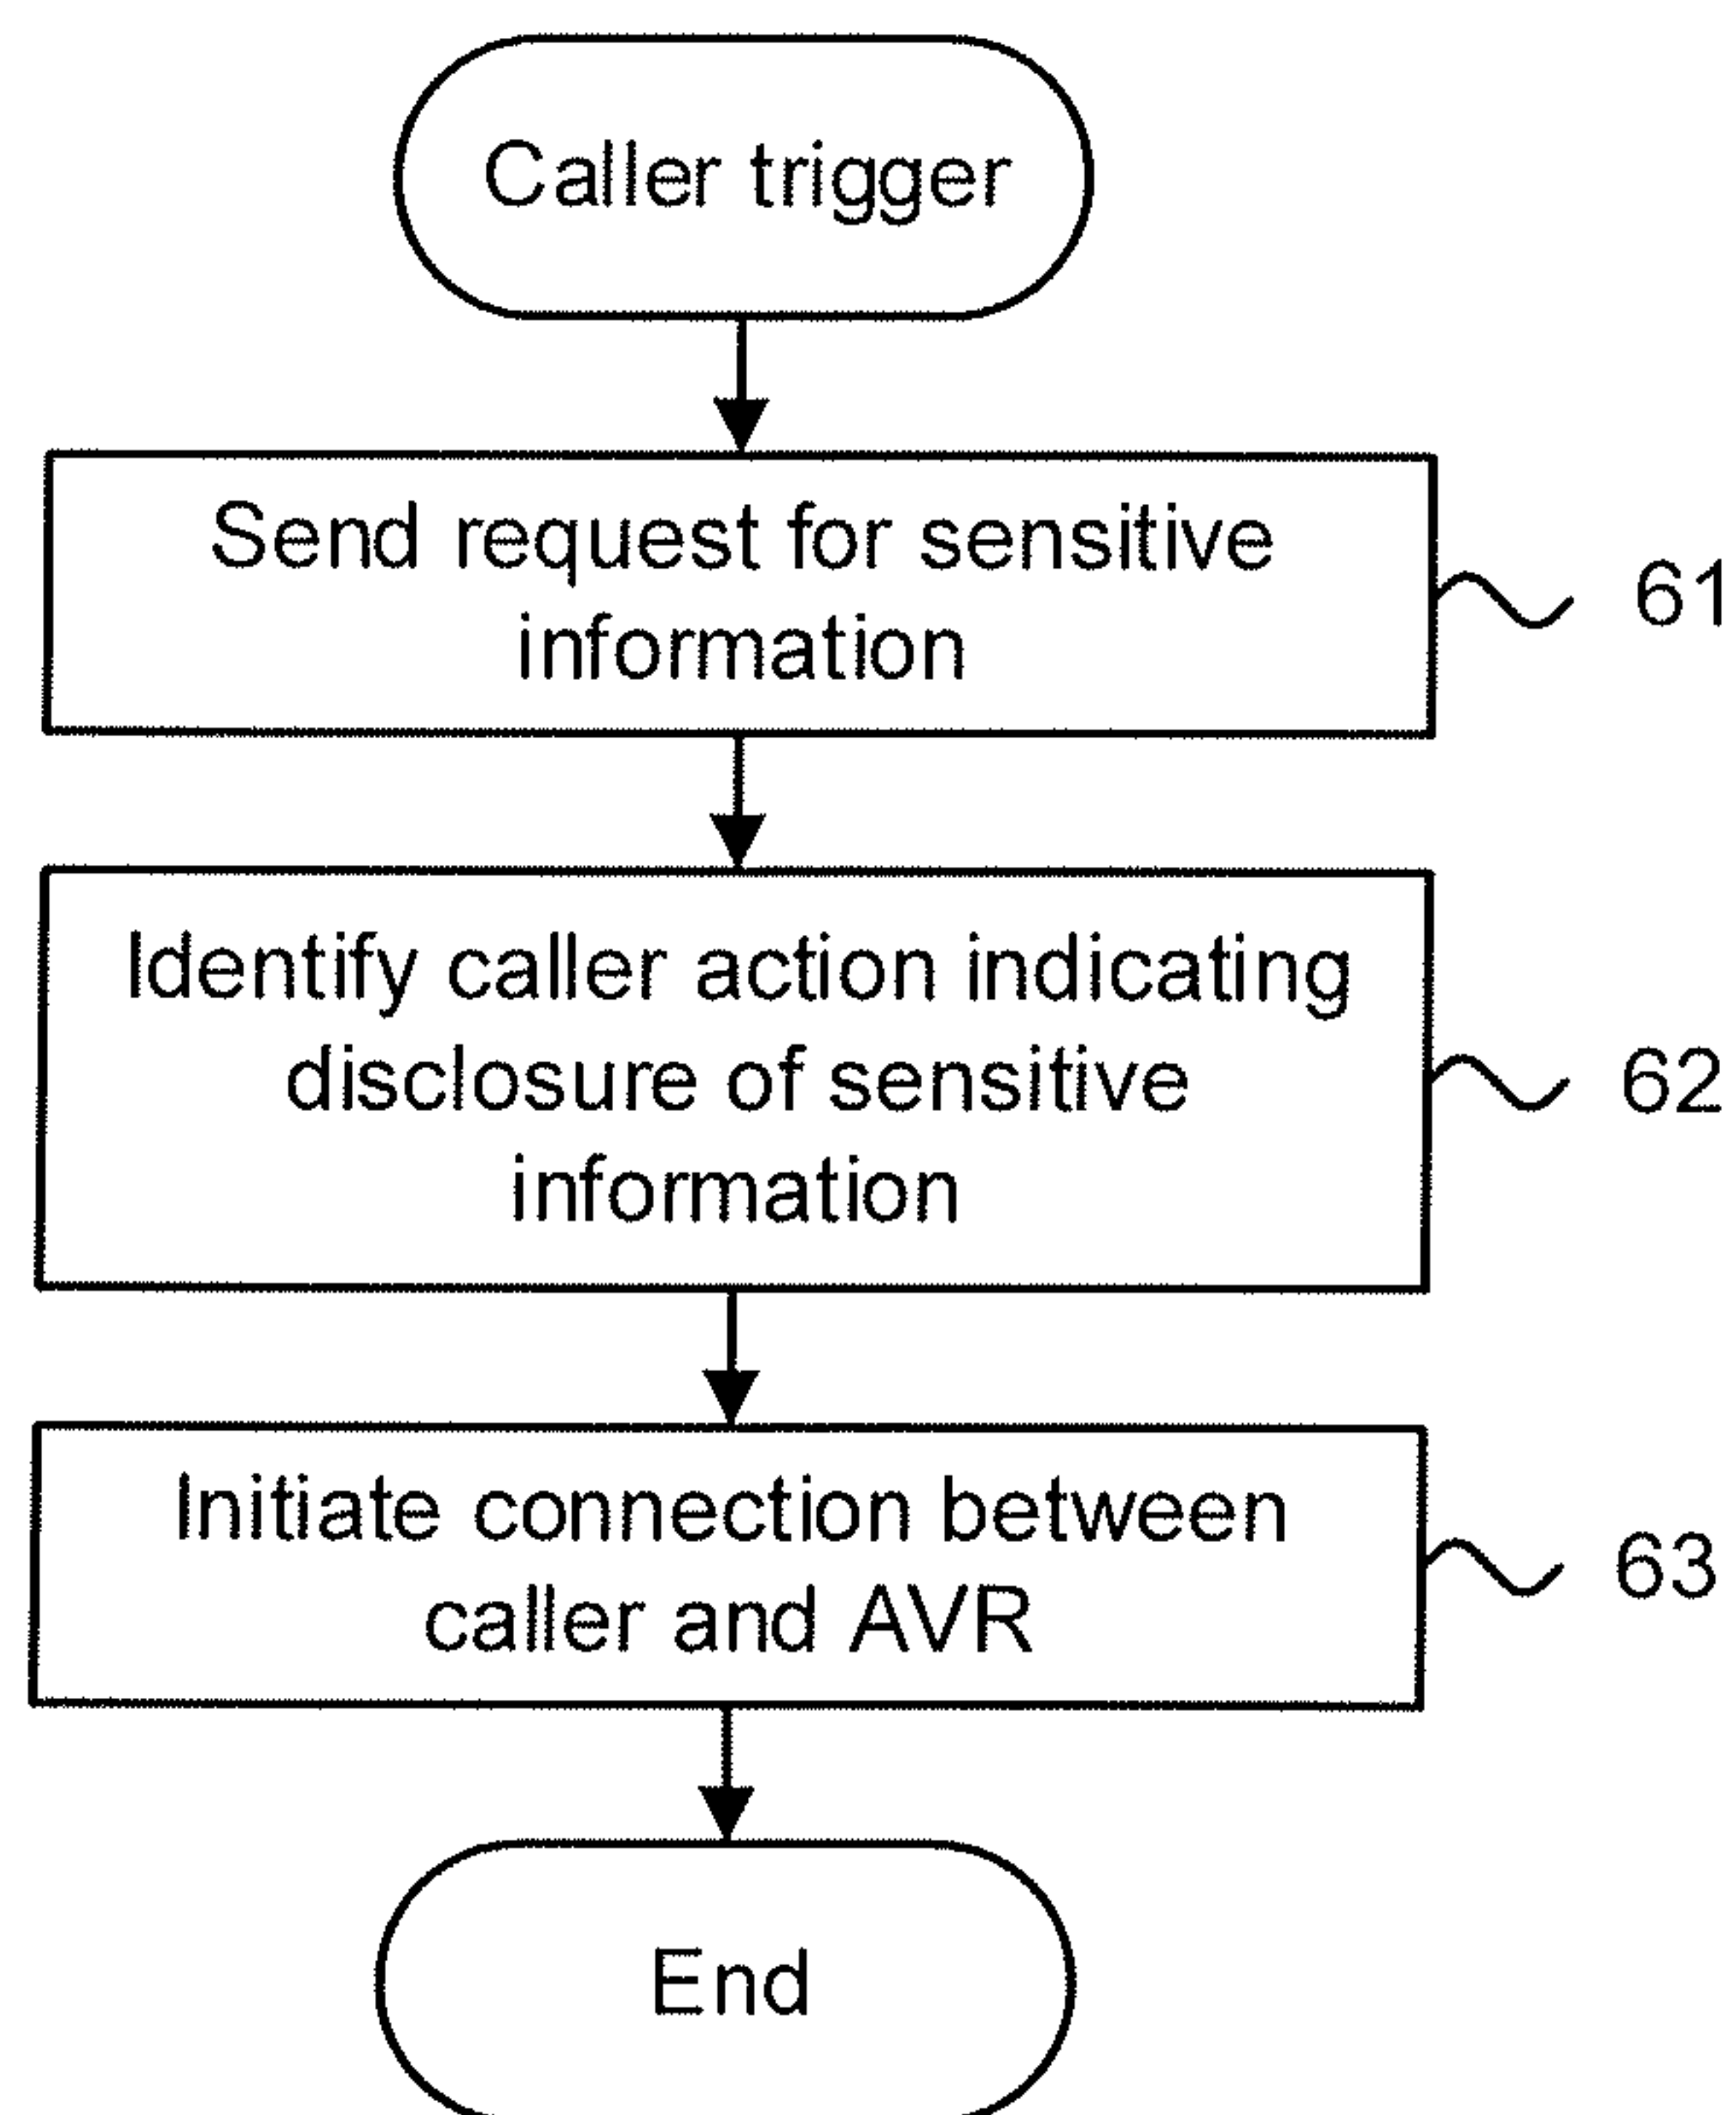 Caller trigger
Send request for sensitive
information
61
Identify caller action indicating
disclosure of sensitive
information
62
Initiate connection between
caller and AVR
63
End